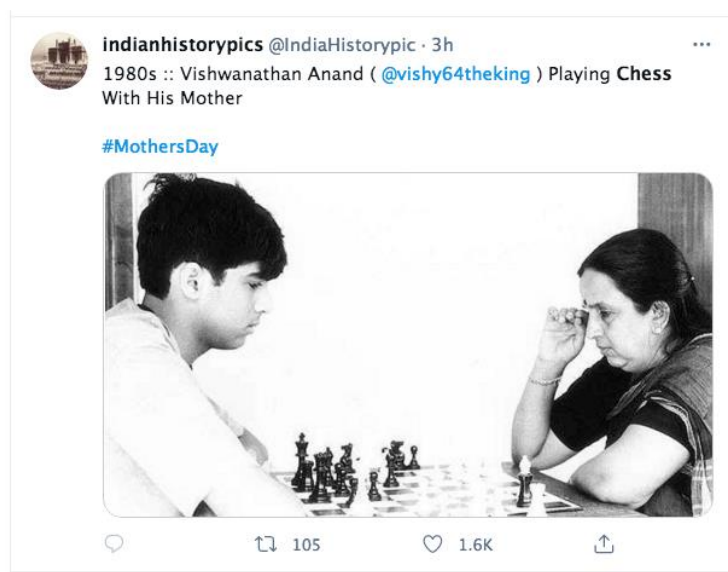 indianhistorypics @IndiaHistorypic · 3h
1980s :: Vishwanathan Anand ( @vishy64theking ) Playing Chess
With His Mother
#MothersDay
105 1.6K